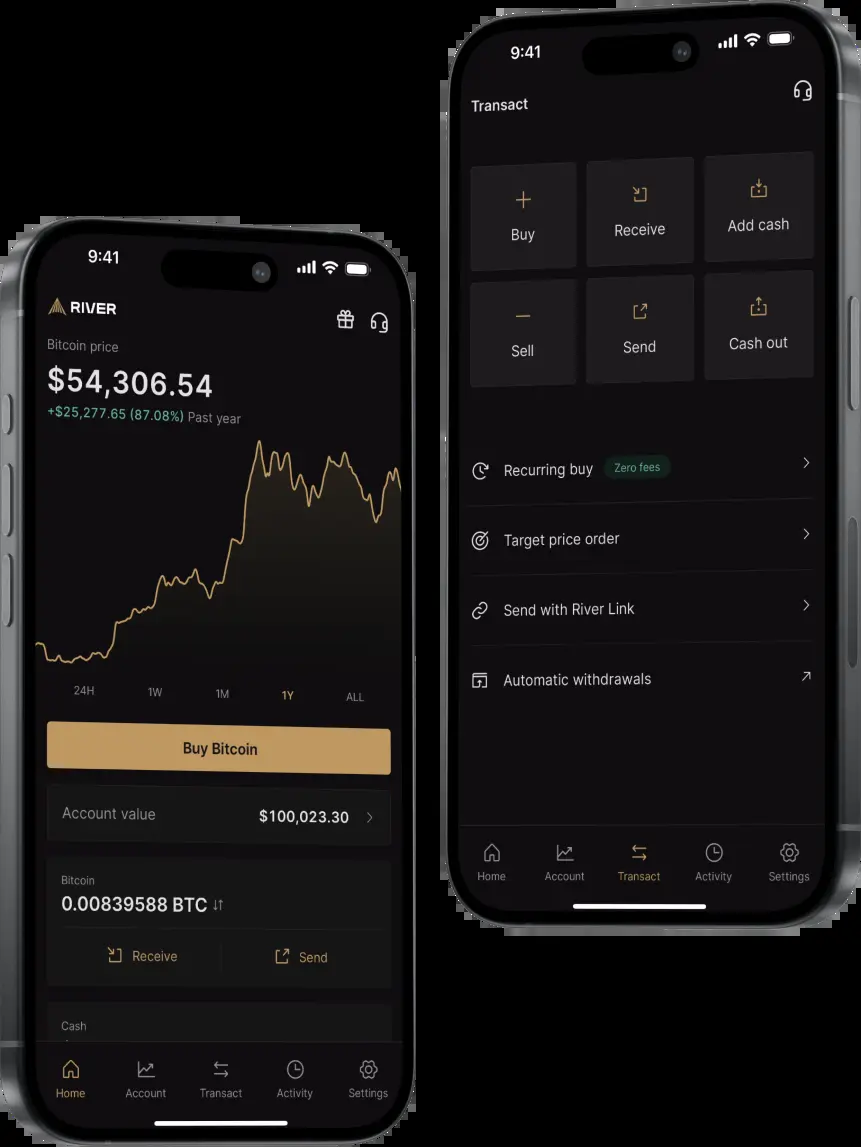 9:41
RIVER
Bitcoin price
$54,306.54
+$25,277.65 (87.08%) Past year
24H 1W 1M 1Y ALL
Buy Bitcoin
Account value $100,023.30
Bitcoin
0.00839588 BTC
Receive Send
Cash
Home Account Transact Activity Settings
9:41
Transact
Buy Receive Add cash
Sell Send Cash out
Recurring buy Zero fees
Target price order
Send with River Link
Automatic withdrawals
Home Account Transact Activity Settings